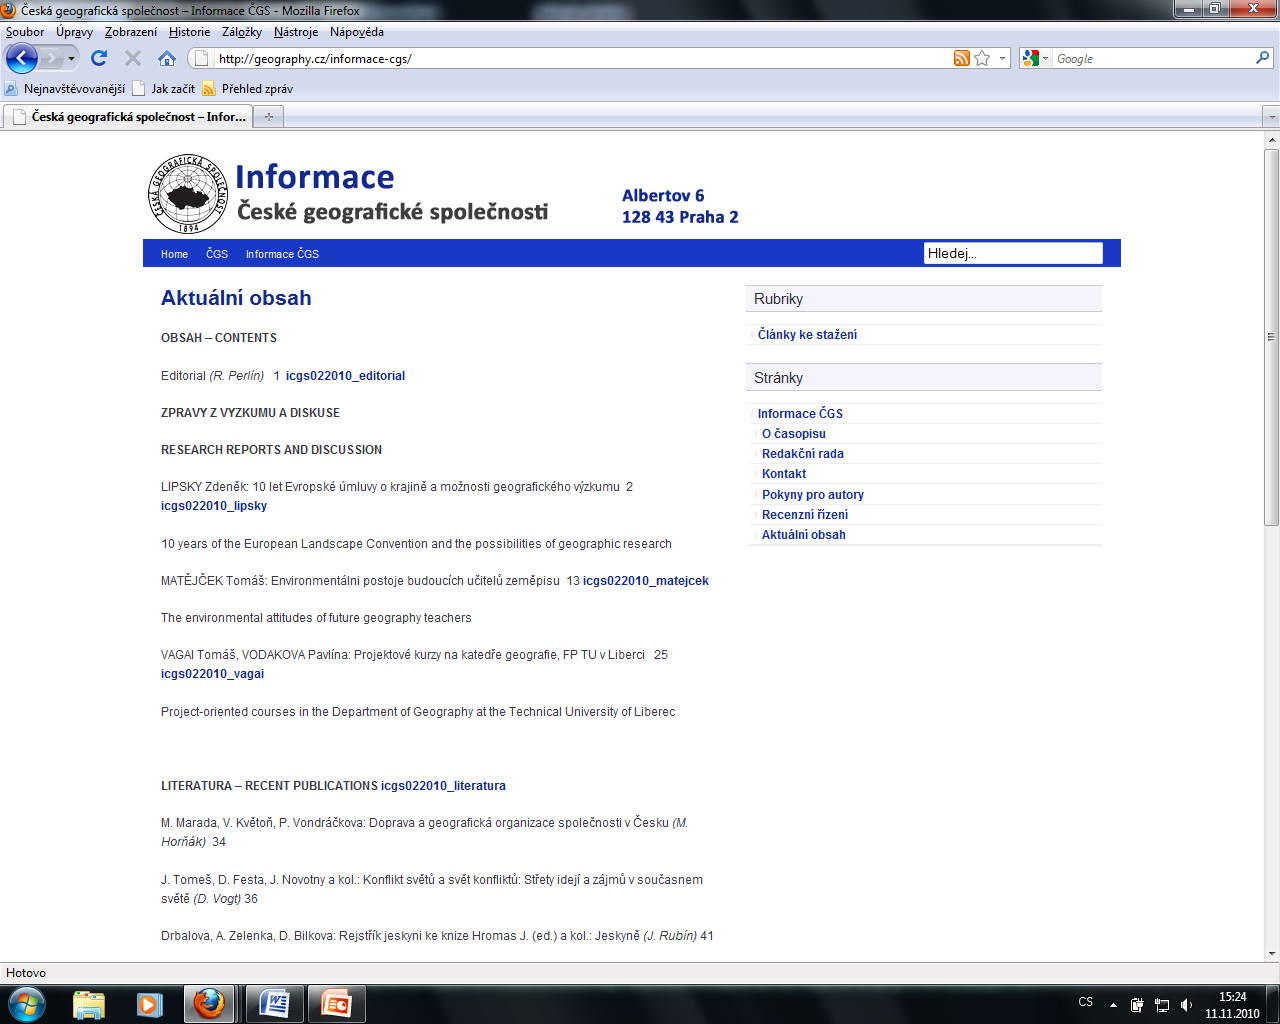 Česká geografická společnost – Informace ČGS - Mozilla Firefox
Soubor Úpravy Zobrazení Historie Záložky Nástroje Nápověda
http://geography.cz/informace-cgs/
Google
Nejnavštěvovanější Jak začít Přehled zpráv
Česká geografická společnost – Infor...
ČESKÁ GEOGRAFICKÁ SPOLEČNOST
1894
Informace
České geografické společnosti
Albertov 6
128 43 Praha 2
Home ČGS Informace ČGS
Hledej...
Aktuální obsah
OBSAH – CONTENTS
Editorial (R. Perlín) 1 icgs022010_editorial
ZPRAVY Z VYZKUMU A DISKUSE
RESEARCH REPORTS AND DISCUSSION
LIPSKY Zdeněk: 10 let Evropské úmluvy o krajině a možnosti geografického výzkumu 2
icgs022010_lipsky
10 years of the European Landscape Convention and the possibilities of geographic research
MATĚJČEK Tomáš: Environmentálni postoje budoucích učitelů zeměpisu 13 icgs022010_matejcek
The environmental attitudes of future geography teachers
VAGAI Tomáš, VODAKOVA Pavlína: Projektové kurzy na katedře geografie, FP TU v Liberci 25
icgs022010_vagai
Project-oriented courses in the Department of Geography at the Technical University of Liberec
LITERATURA – RECENT PUBLICATIONS icgs022010_literatura
M. Marada, V. Květoň, P. Vondráčkova: Doprava a geografická organizace společnosti v Česku (M.
Horňák) 34
J. Tomeš, D. Festa, J. Novotny a kol.: Konflikt světů a svět konfliktů: Střety idejí a zájmů v současnem
světě (D. Vogt) 36
Drbalova, A. Zelenka, D. Bilkova: Rejstřík jeskyni ke knize Hromas J. (ed.) a kol.: Jeskyně (J. Rubín) 41
Rubriky
Články ke stažení
Stránky
Informace ČGS
O časopisu
Redakční rada
Kontakt
Pokyny pro autory
Recenzní řízení
Aktuální obsah
Hotovo
CS
15:24
11.11.2010